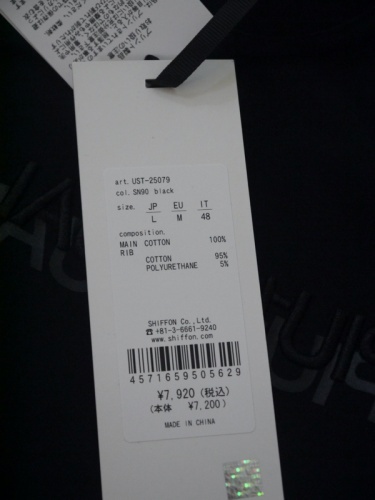 art. UST-25079
col. SN90 black
size. JP EU IT
L M 48
composition.
MAIN COTTON 100%
RIB
COTTON 95%
POLYURETHANE 5%
SHIFFON Co.,Ltd.
☎+81-3-6661-9240
www.shiffon.com
4571659505629
¥7,920 (税込)
(本体 ¥7,200)
MADE IN CHINA